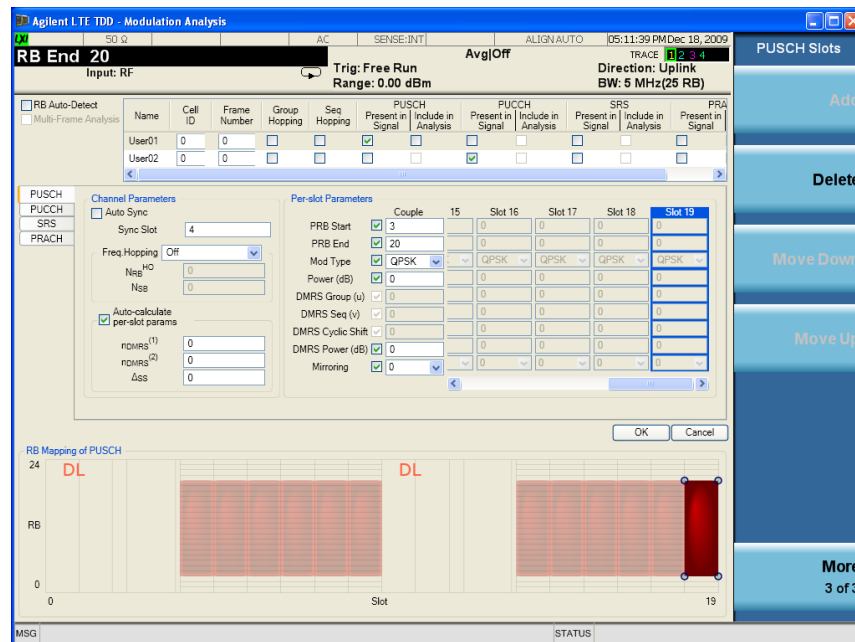 Agilent LTE TDD - Modulation Analysis
LXI 50 Ω AC SENSE:INT ALIGN AUTO 05:11:39 PM Dec 18, 2009
RB End 20
Avg|Off
TRACE 1 2 3 4
PUSCH Slots
Input: RF
Trig: Free Run
Direction: Uplink
Range: 0.00 dBm
BW: 5 MHz(25 RB)
Add
Delete
Move Down
Move Up
More
3 of 3
RB Auto-Detect
Multi-Frame Analysis
PUSCH PUCCH SRS PRA
Name Cell ID Frame Number Group Hopping Seq Hopping Present in Signal Include in Analysis Present in Signal Include in Analysis Present in Signal Include in Analysis Present in Signal
User01 0 0
User02 0 0
PUSCH
PUCCH
SRS
PRACH
Channel Parameters
Auto Sync
Sync Slot 4
Freq.Hopping Off
NRB HO 0
NSB 0
Auto-calculate
per-slot params
nDMRS(1) 0
nDMRS(2) 0
Δss 0
Per-slot Parameters
Couple 15 Slot 16 Slot 17 Slot 18 Slot 19
PRB Start 3 0 0 0 0
PRB End 20 0 0 0 0
Mod Type QPSK QPSK QPSK QPSK QPSK
Power (dB) 0 0 0 0 0
DMRS Group (u) 0 0 0 0 0
DMRS Seq (v) 0 0 0 0 0
DMRS Cyclic Shift 0 0 0 0 0
DMRS Power (dB) 0 0 0 0 0
Mirroring 0 0 0 0 0
OK Cancel
RB Mapping of PUSCH
24
DL DL
RB
0
0 Slot 19
MSG STATUS